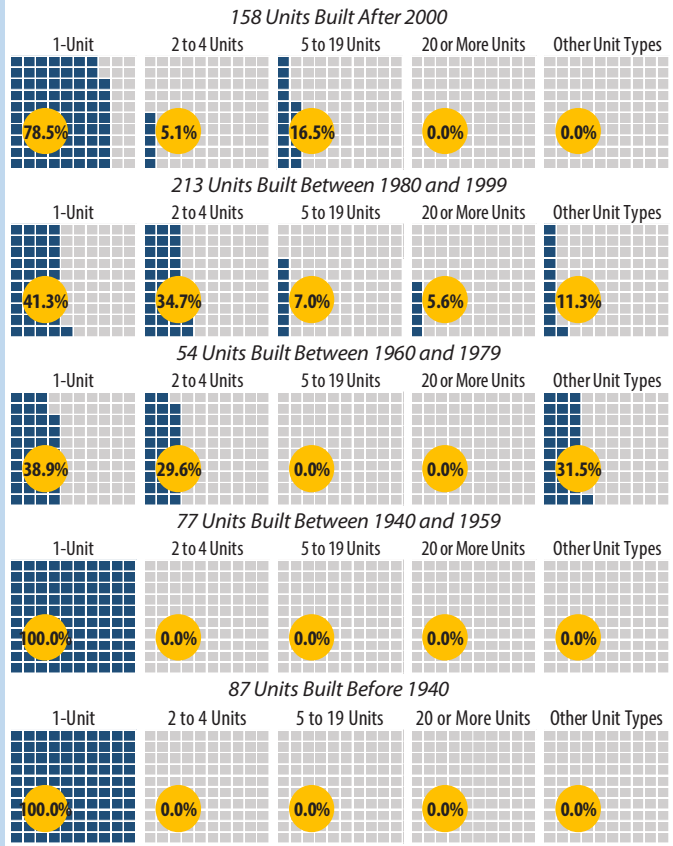 158 Units Built After 2000
1-Unit 2 to 4 Units 5 to 19 Units 20 or More Units Other Unit Types
78.5% 5.1% 16.5% 0.0% 0.0%
213 Units Built Between 1980 and 1999
1-Unit 2 to 4 Units 5 to 19 Units 20 or More Units Other Unit Types
41.3% 34.7% 7.0% 5.6% 11.3%
54 Units Built Between 1960 and 1979
1-Unit 2 to 4 Units 5 to 19 Units 20 or More Units Other Unit Types
38.9% 29.6% 0.0% 0.0% 31.5%
77 Units Built Between 1940 and 1959
1-Unit 2 to 4 Units 5 to 19 Units 20 or More Units Other Unit Types
100.0% 0.0% 0.0% 0.0% 0.0%
87 Units Built Before 1940
1-Unit 2 to 4 Units 5 to 19 Units 20 or More Units Other Unit Types
100.0% 0.0% 0.0% 0.0% 0.0%